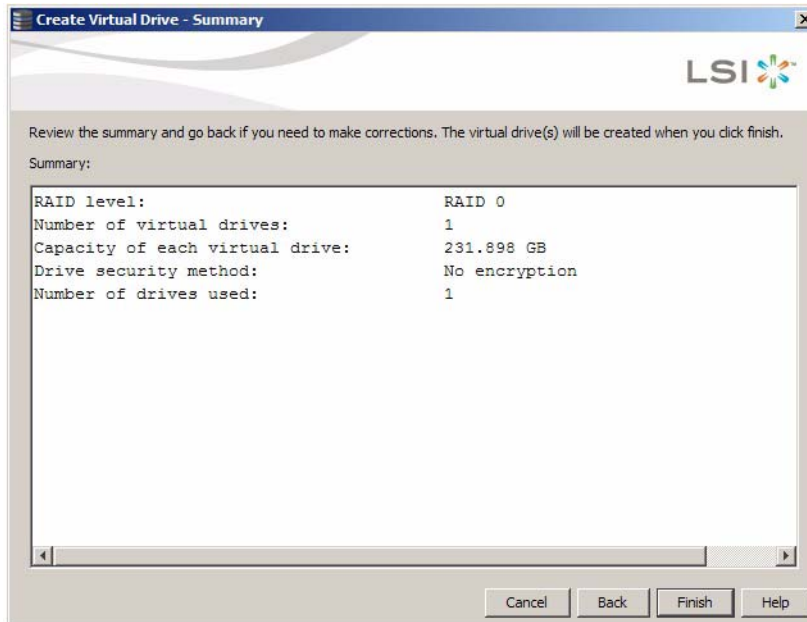 Create Virtual Drive - Summary
LSI
Review the summary and go back if you need to make corrections. The virtual drive(s) will be created when you click finish.
Summary:
RAID level: RAID 0
Number of virtual drives: 1
Capacity of each virtual drive: 231.898 GB
Drive security method: No encryption
Number of drives used: 1
Cancel Back Finish Help